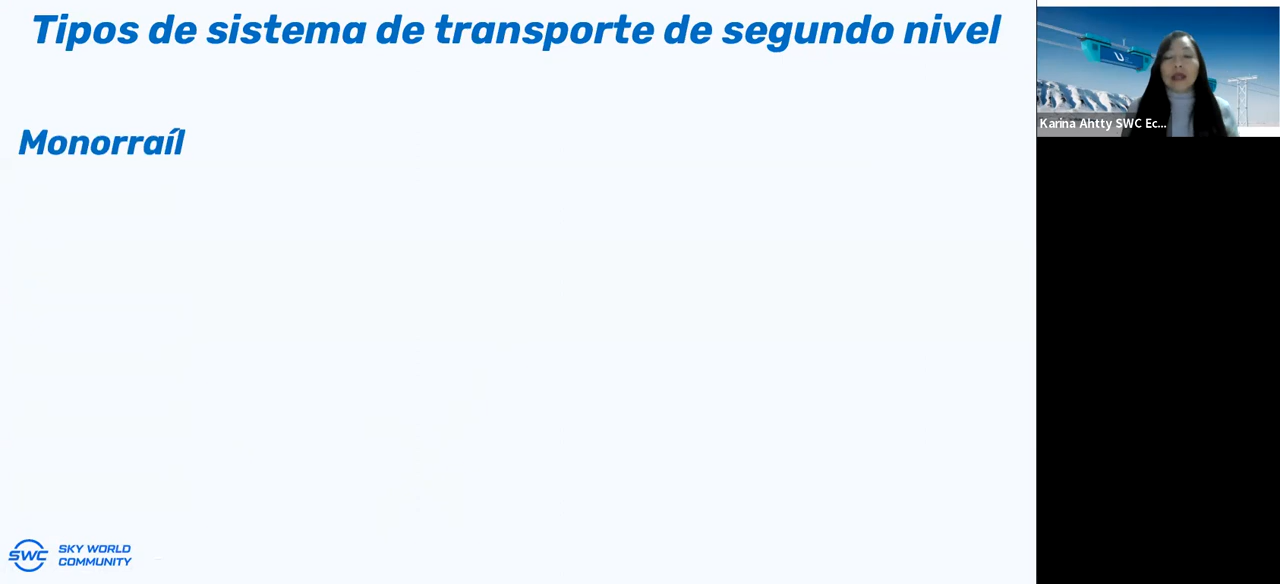 Tipos de sistema de transporte de segundo nivel
Monorraíl
Karina Ahtty SWC Ec...
SWC SKY WORLD
COMMUNITY